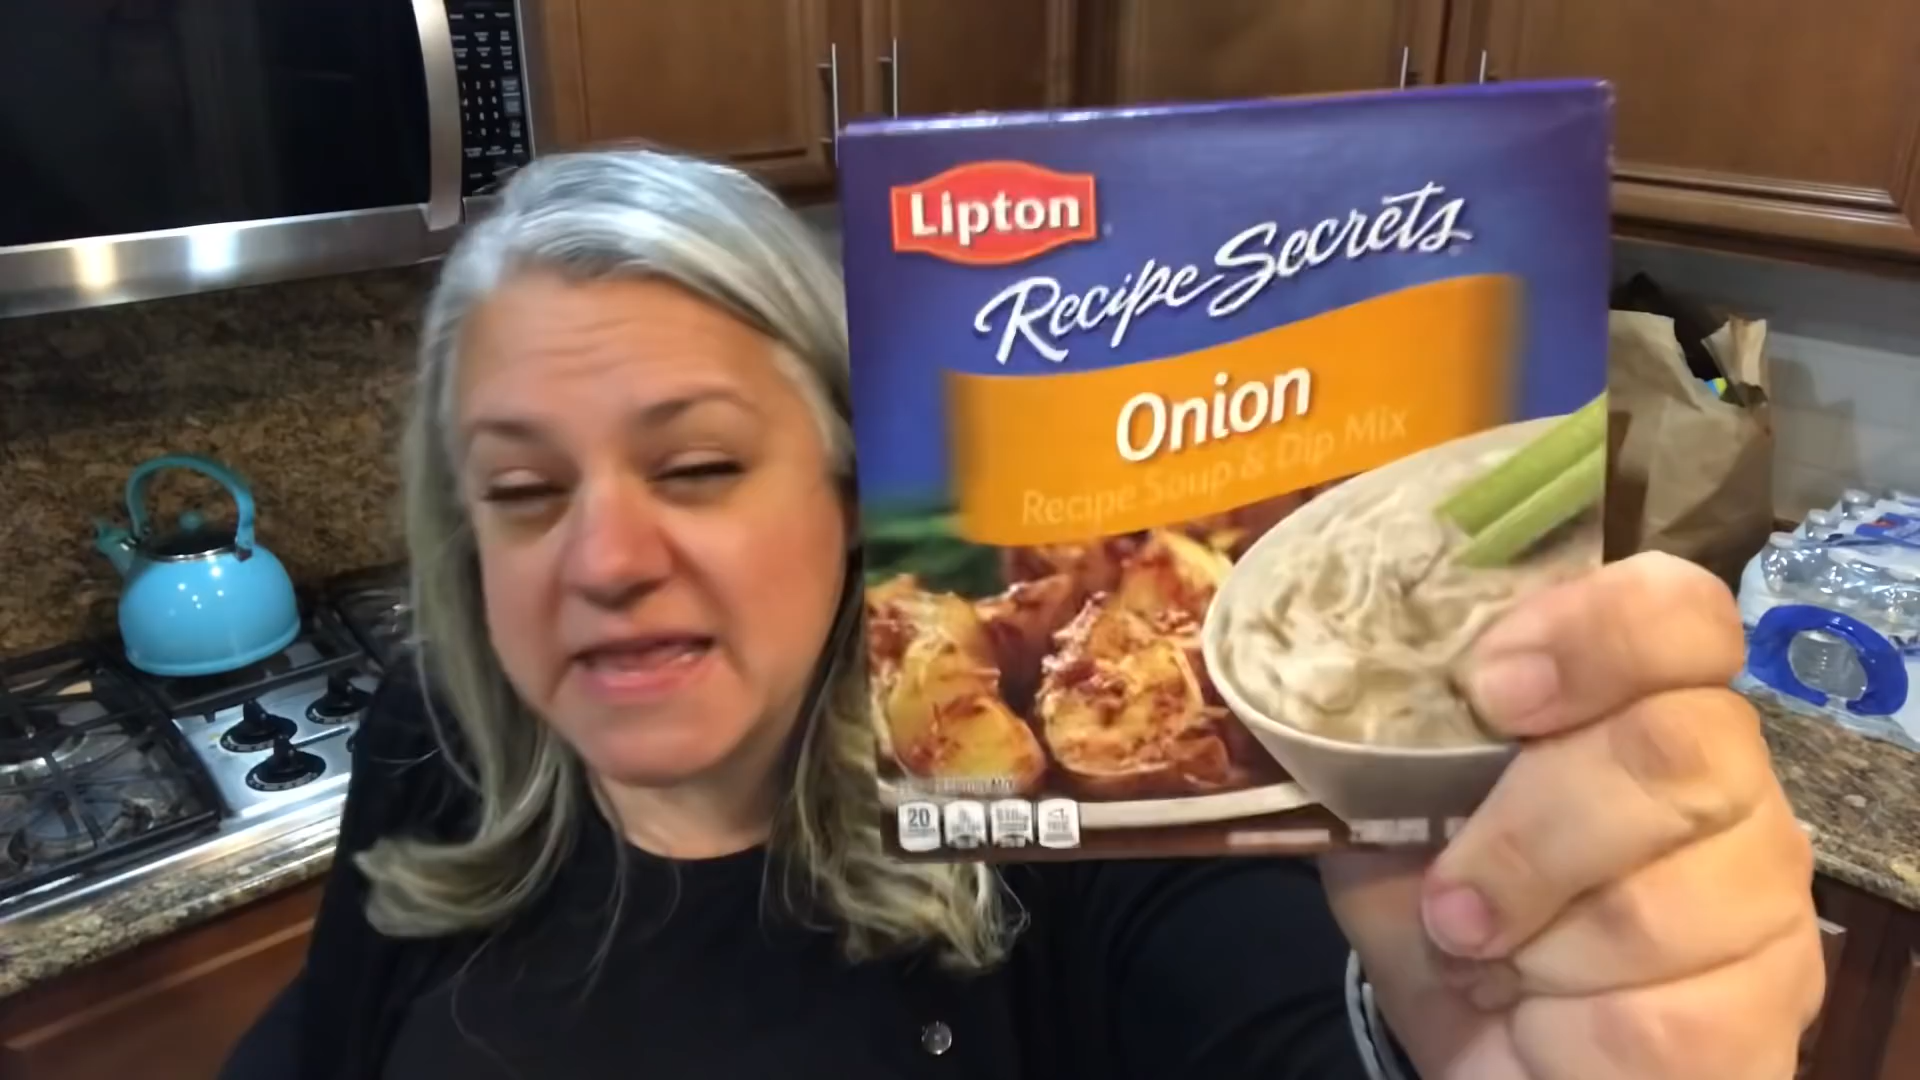 Lipton
Recipe Secrets
Onion
Recipe Soup & Dip Mix
20